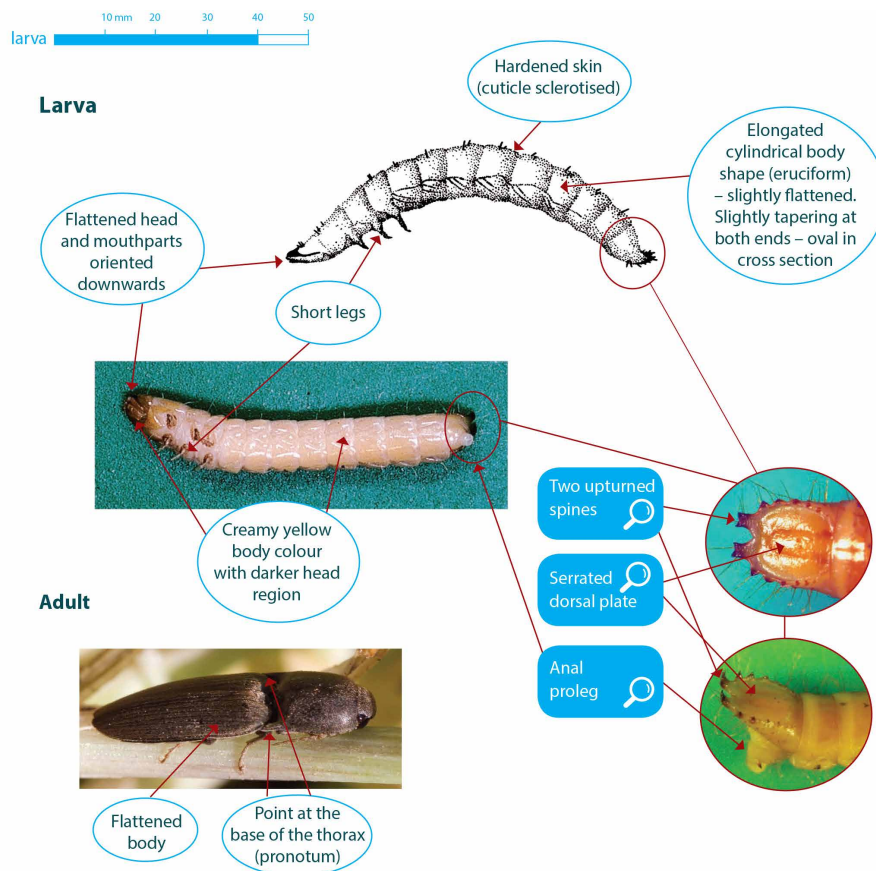 10 mm 20 30 40 50
larva
Larva
Hardened skin
(cuticle sclerotised)
Elongated
cylindrical body
shape (eruciform)
– slightly flattened.
Slightly tapering at
both ends – oval in
cross section
Flattened head
and mouthparts
oriented
downwards
Short legs
Two upturned
spines
Creamy yellow
body colour
with darker head
region
Serrated
dorsal plate
Adult
Anal
proleg
Flattened
body
Point at the
base of the thorax
(pronotum)